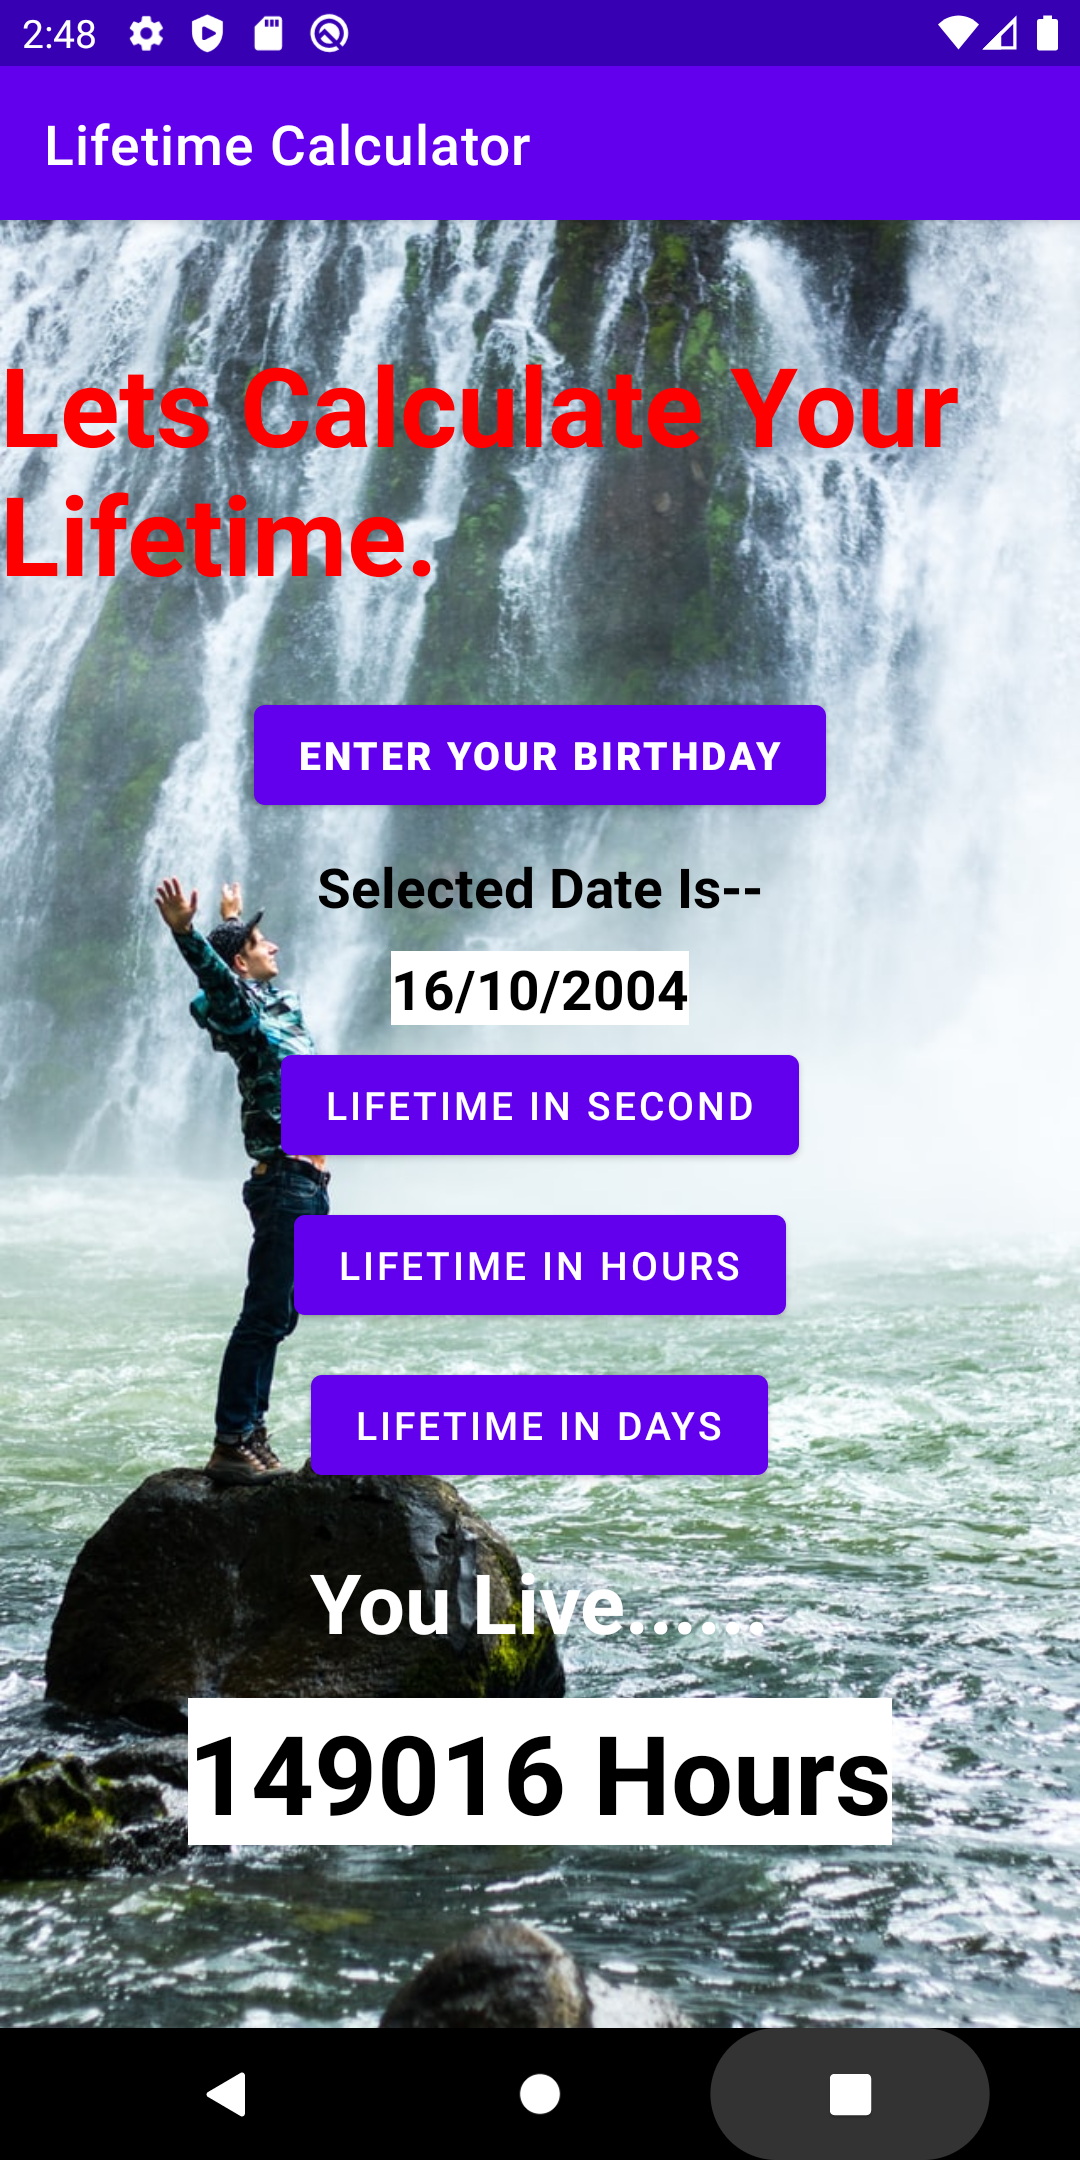 2:48
Lifetime Calculator
Lets Calculate Your
Lifetime.
ENTER YOUR BIRTHDAY
Selected Date Is--
16/10/2004
LIFETIME IN SECOND
LIFETIME IN HOURS
LIFETIME IN DAYS
You Live......
149016 Hours